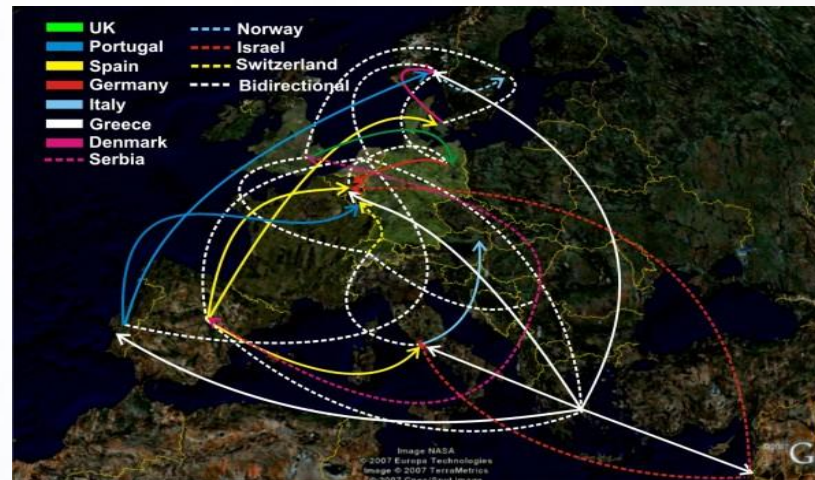 UK
Portugal
Spain
Germany
Italy
Greece
Denmark
Serbia
Norway
Israel
Switzerland
Bidirectional
Image NASA
© 2007 Europa Technologies
Image © 2007 TerraMetrics
G